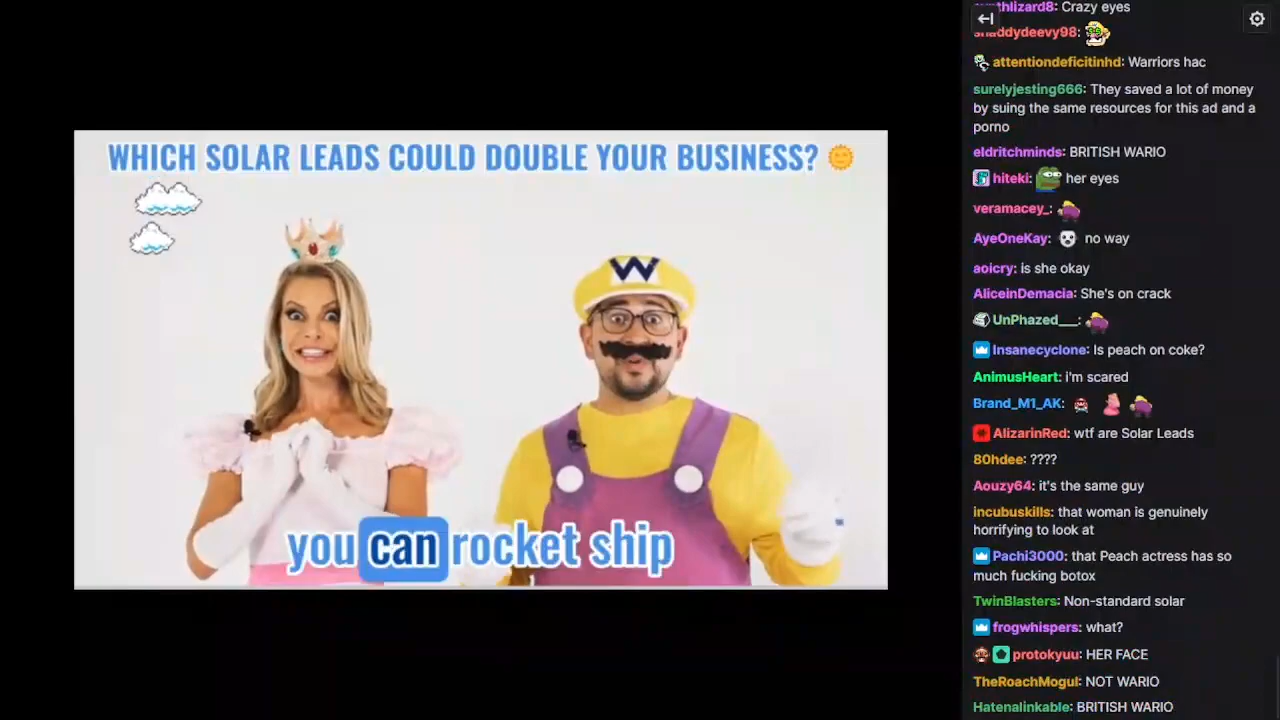 WHICH SOLAR LEADS COULD DOUBLE YOUR BUSINESS?
W
you can rocket ship
Crazy eyes
attentiondeficitinhd: Warriors hac
surelyjesting666: They saved a lot of money
by suing the same resources for this ad and a
porno
eldritchminds: BRITISH WARIO
hiteki: her eyes
veramacey_:
AyeOneKay: no way
aoicry: is she okay
AliceinDemacia: She's on crack
UnPhazed___:
Insanecyclone: Is peach on coke?
AnimusHeart: i'm scared
Brand_M1_AK:
AlizarinRed: wtf are Solar Leads
80hdee: ????
Aouzy64: it's the same guy
incubuskills: that woman is genuinely
horrifying to look at
Pachi3000: that Peach actress has so
much fucking botox
TwinBlasters: Non-standard solar
frogwhispers: what?
protokyuu: HER FACE
TheRoachMogul: NOT WARIO
Hatenalinkable: BRITISH WARIO